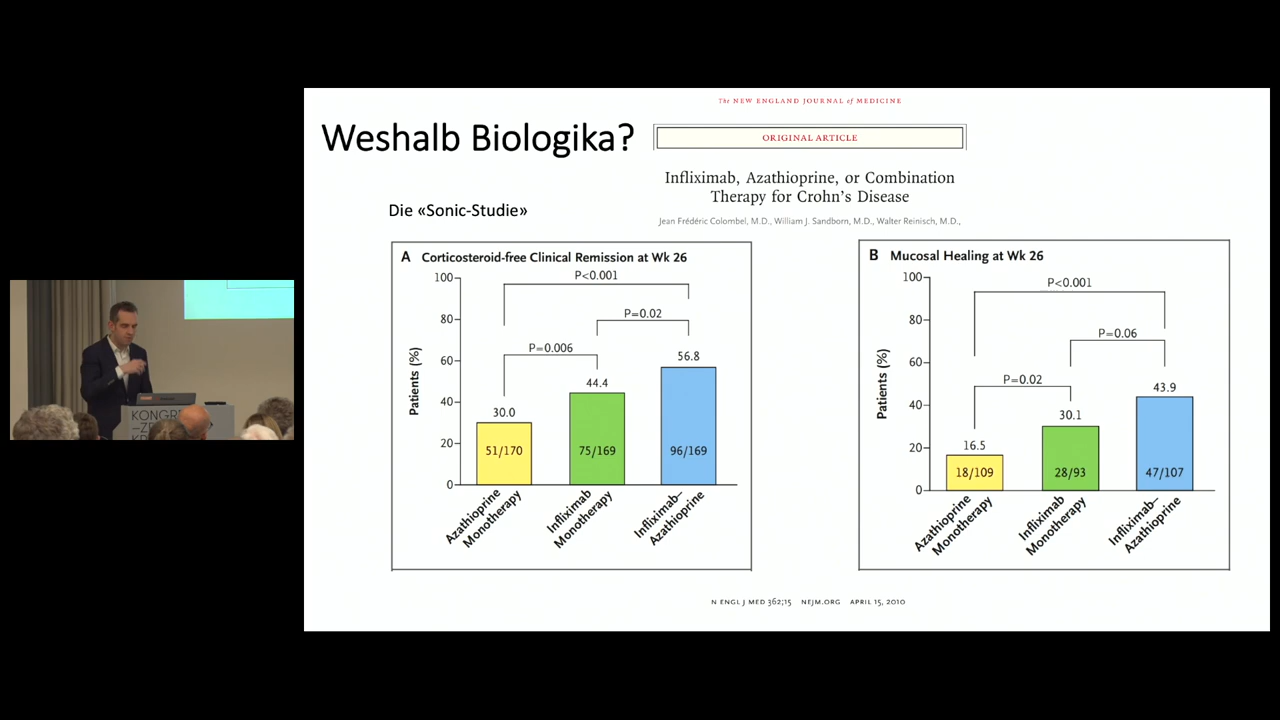 Weshalb Biologika?
The NEW ENGLAND JOURNAL of MEDICINE
ORIGINAL ARTICLE
Infliximab, Azathioprine, or Combination
Therapy for Crohn's Disease
Jean Frédéric Colombel, M.D., William J. Sandborn, M.D., Walter Reinisch, M.D.,
Die «Sonic-Studie»
A Corticosteroid-free Clinical Remission at Wk 26
Patients (%)
100
80
60
40
20
0
P<0.001
P=0.02
P=0.006
30.0
44.4
56.8
51/170
75/169
96/169
Azathioprine
Monotherapy
Infliximab
Monotherapy
Infliximab–
Azathioprine
B Mucosal Healing at Wk 26
Patients (%)
100
80
60
40
20
0
P<0.001
P=0.06
P=0.02
16.5
30.1
43.9
18/109
28/93
47/107
Azathioprine
Monotherapy
Infliximab
Monotherapy
Infliximab–
Azathioprine
N ENGL J MED 362;15 NEJM.ORG APRIL 15, 2010
KONGRE
–ZE
KR